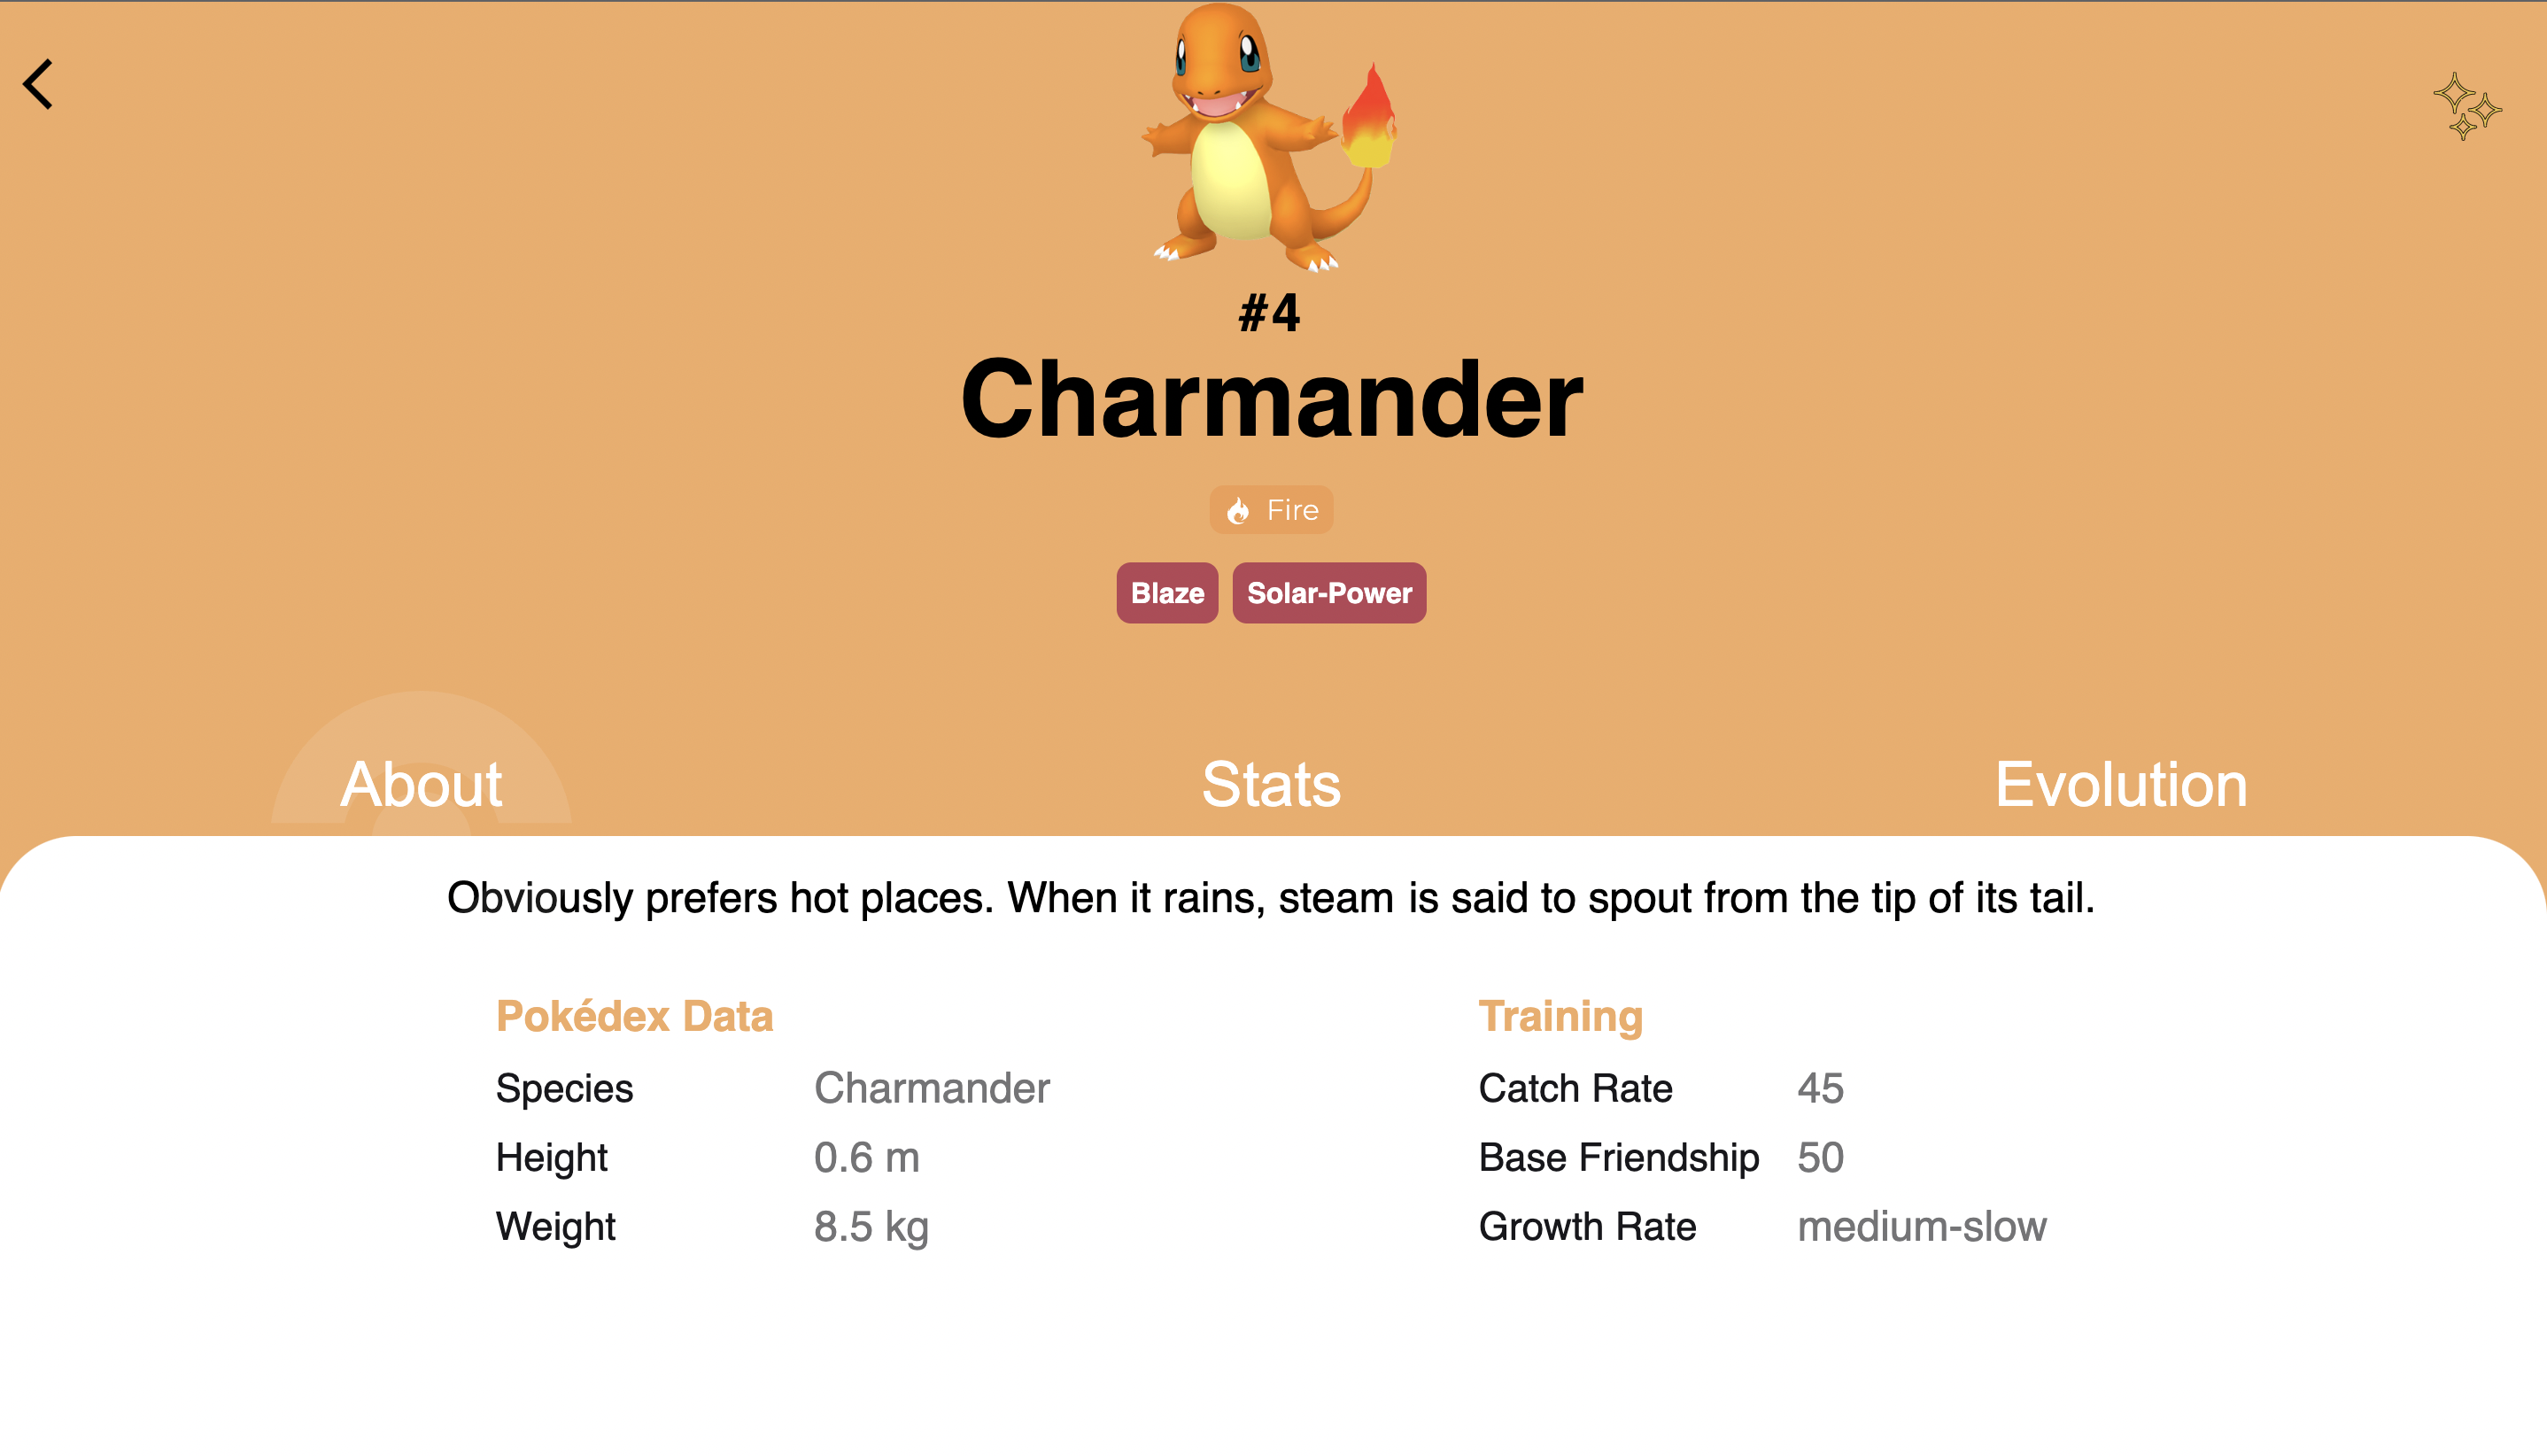 #4
Charmander
Fire
Blaze Solar-Power
About Stats Evolution
Obviously prefers hot places. When it rains, steam is said to spout from the tip of its tail.
Pokédex Data
Species Charmander
Height 0.6 m
Weight 8.5 kg
Training
Catch Rate 45
Base Friendship 50
Growth Rate medium-slow